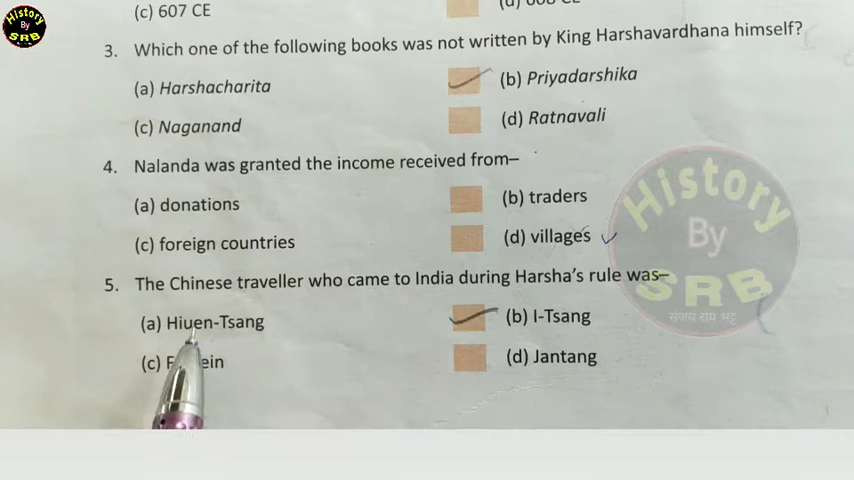 History
By
SRB
(c) 607 CE
3. Which one of the following books was not written by King Harshavardhana himself?
(a) Harshacharita
(b) Priyadarshika
(c) Naganand
(d) Ratnavali
4. Nalanda was granted the income received from–
(a) donations
(b) traders
(c) foreign countries
(d) villages
5. The Chinese traveller who came to India during Harsha's rule was–
(a) Hiuen-Tsang
(b) I-Tsang
(d) Jantang
History
By
SRB
संजय राय भट्ट